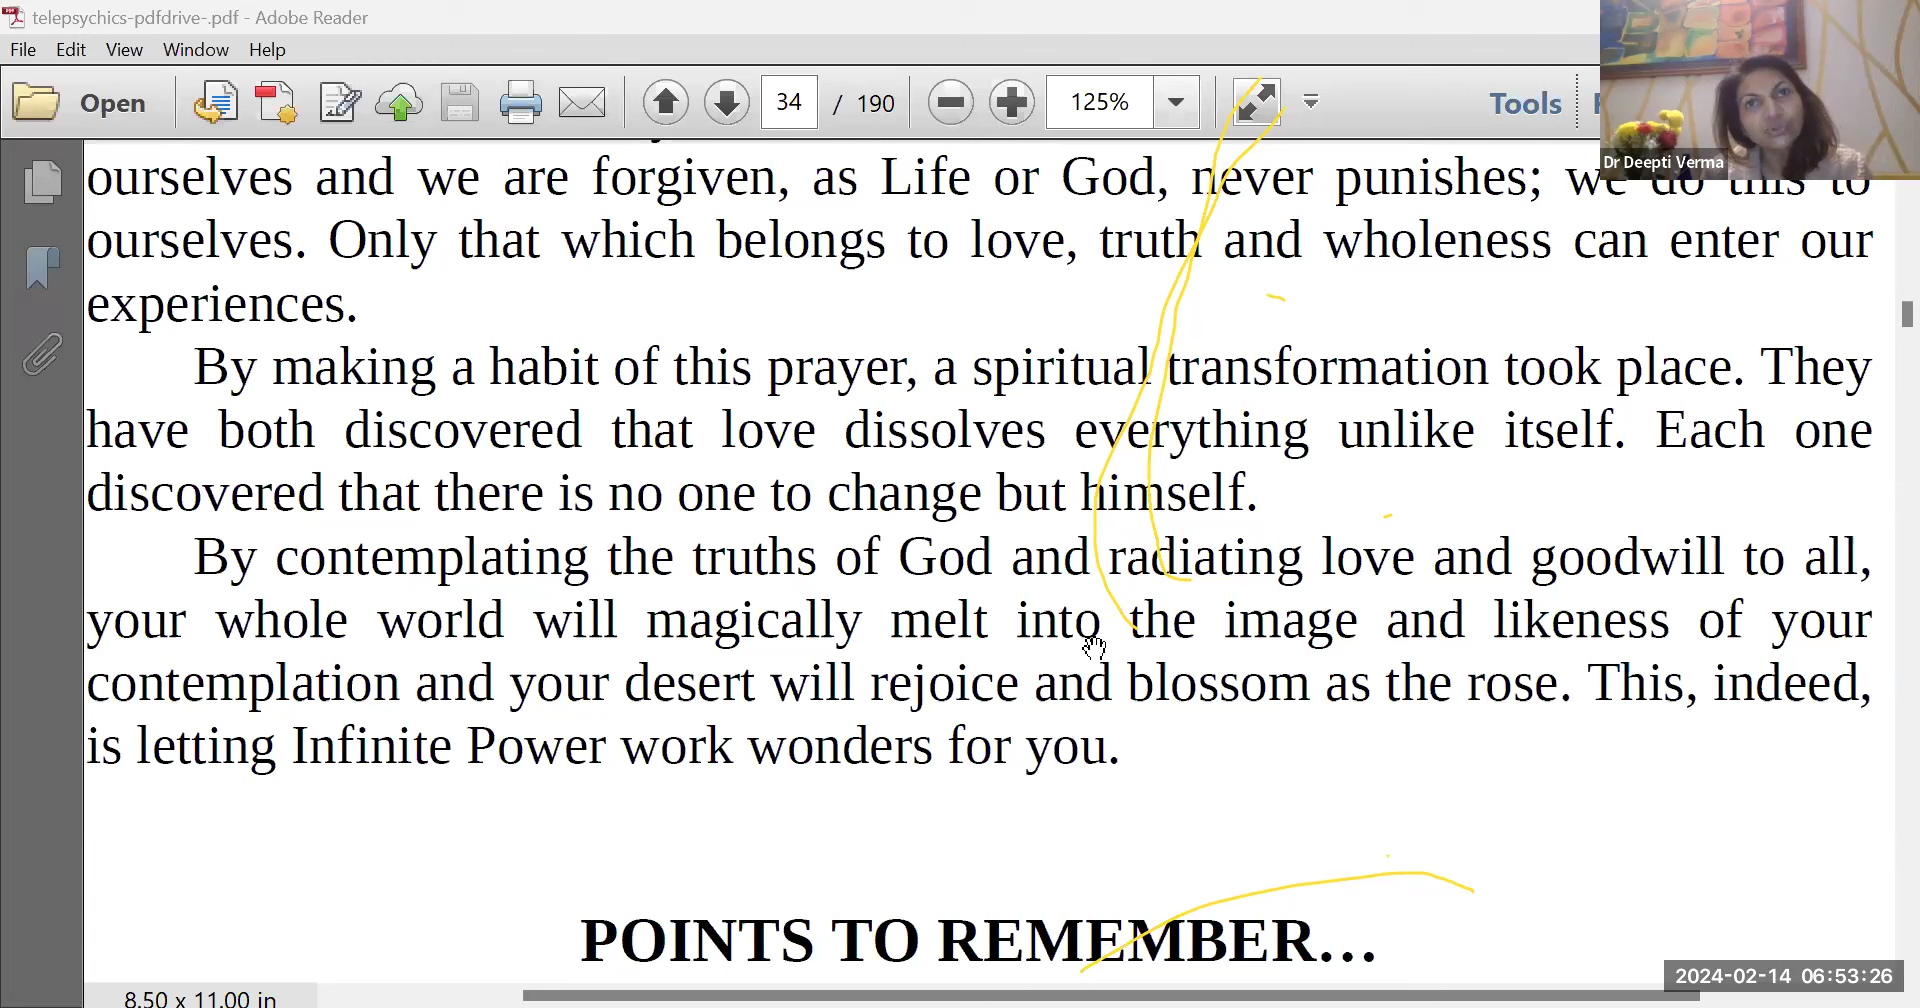 telepsychics-pdfdrive-.pdf - Adobe Reader
File Edit View Window Help
Open 34 / 190 125% Tools
Dr Deepti Verma
ourselves and we are forgiven, as Life or God, never punishes; we do this to
ourselves. Only that which belongs to love, truth and wholeness can enter our
experiences.
By making a habit of this prayer, a spiritual transformation took place. They
have both discovered that love dissolves everything unlike itself. Each one
discovered that there is no one to change but himself.
By contemplating the truths of God and radiating love and goodwill to all,
your whole world will magically melt into the image and likeness of your
contemplation and your desert will rejoice and blossom as the rose. This, indeed,
is letting Infinite Power work wonders for you.
POINTS TO REMEMBER…
2024-02-14 06:53:26
8.50 x 11.00 in